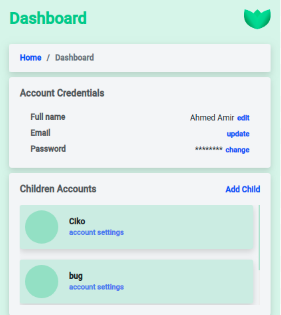 Dashboard
Home / Dashboard
Account Credentials
Full name Ahmed Amir edit
Email update
Password ******** change
Children Accounts Add Child
Ciko
account settings
bug
account settings